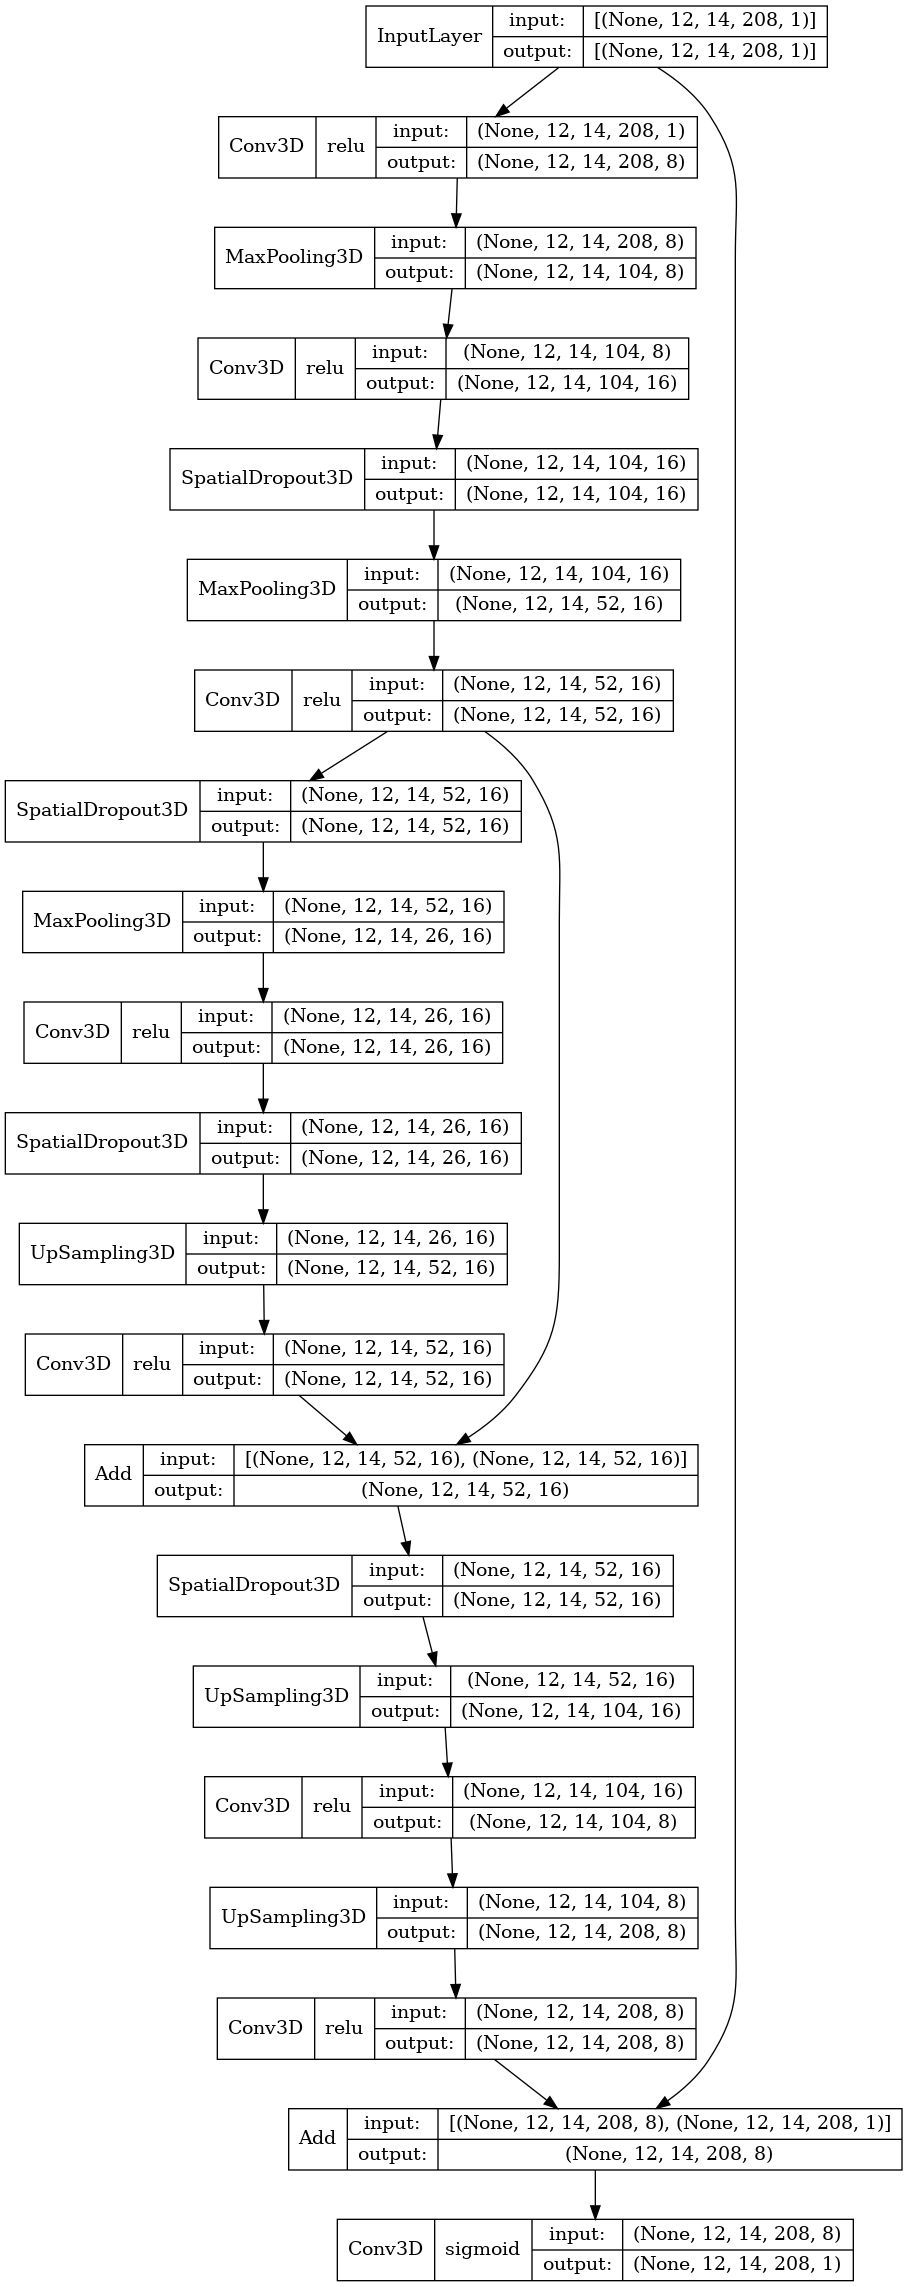 InputLayer input: [(None, 12, 14, 208, 1)]
output: [(None, 12, 14, 208, 1)]
Conv3D relu input: (None, 12, 14, 208, 1)
output: (None, 12, 14, 208, 8)
MaxPooling3D input: (None, 12, 14, 208, 8)
output: (None, 12, 14, 104, 8)
Conv3D relu input: (None, 12, 14, 104, 8)
output: (None, 12, 14, 104, 16)
SpatialDropout3D input: (None, 12, 14, 104, 16)
output: (None, 12, 14, 104, 16)
MaxPooling3D input: (None, 12, 14, 104, 16)
output: (None, 12, 14, 52, 16)
Conv3D relu input: (None, 12, 14, 52, 16)
output: (None, 12, 14, 52, 16)
SpatialDropout3D input: (None, 12, 14, 52, 16)
output: (None, 12, 14, 52, 16)
MaxPooling3D input: (None, 12, 14, 52, 16)
output: (None, 12, 14, 26, 16)
Conv3D relu input: (None, 12, 14, 26, 16)
output: (None, 12, 14, 26, 16)
SpatialDropout3D input: (None, 12, 14, 26, 16)
output: (None, 12, 14, 26, 16)
UpSampling3D input: (None, 12, 14, 26, 16)
output: (None, 12, 14, 52, 16)
Conv3D relu input: (None, 12, 14, 52, 16)
output: (None, 12, 14, 52, 16)
Add input: [(None, 12, 14, 52, 16), (None, 12, 14, 52, 16)]
output: (None, 12, 14, 52, 16)
SpatialDropout3D input: (None, 12, 14, 52, 16)
output: (None, 12, 14, 52, 16)
UpSampling3D input: (None, 12, 14, 52, 16)
output: (None, 12, 14, 104, 16)
Conv3D relu input: (None, 12, 14, 104, 16)
output: (None, 12, 14, 104, 8)
UpSampling3D input: (None, 12, 14, 104, 8)
output: (None, 12, 14, 208, 8)
Conv3D relu input: (None, 12, 14, 208, 8)
output: (None, 12, 14, 208, 8)
Add input: [(None, 12, 14, 208, 8), (None, 12, 14, 208, 1)]
output: (None, 12, 14, 208, 8)
Conv3D sigmoid input: (None, 12, 14, 208, 8)
output: (None, 12, 14, 208, 1)